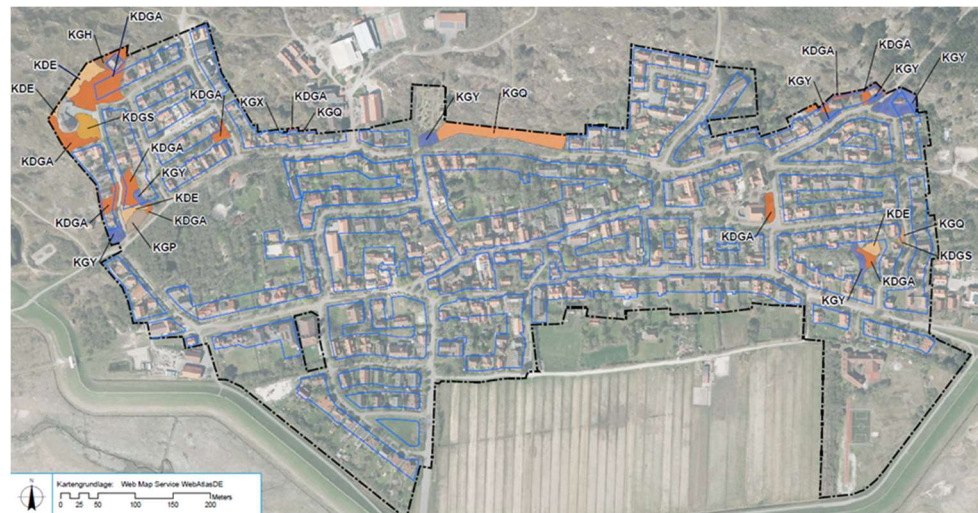 KDGA
KGH
KDE
KDE
KDGS
KDGA
KDGA
KGX
KDGA
KGQ
KGY
KGQ
KDGA
KDGA
KGY
KGY
KGY
KDGA
KGY
KDE
KDGA
KDGA
KGP
KGY
KDGA
KDE
KGQ
KDGS
KDGA
KGY
N
Kartengrundlage: Web Map Service WebAtlasDE
0 25 50 100 150 200 Meters